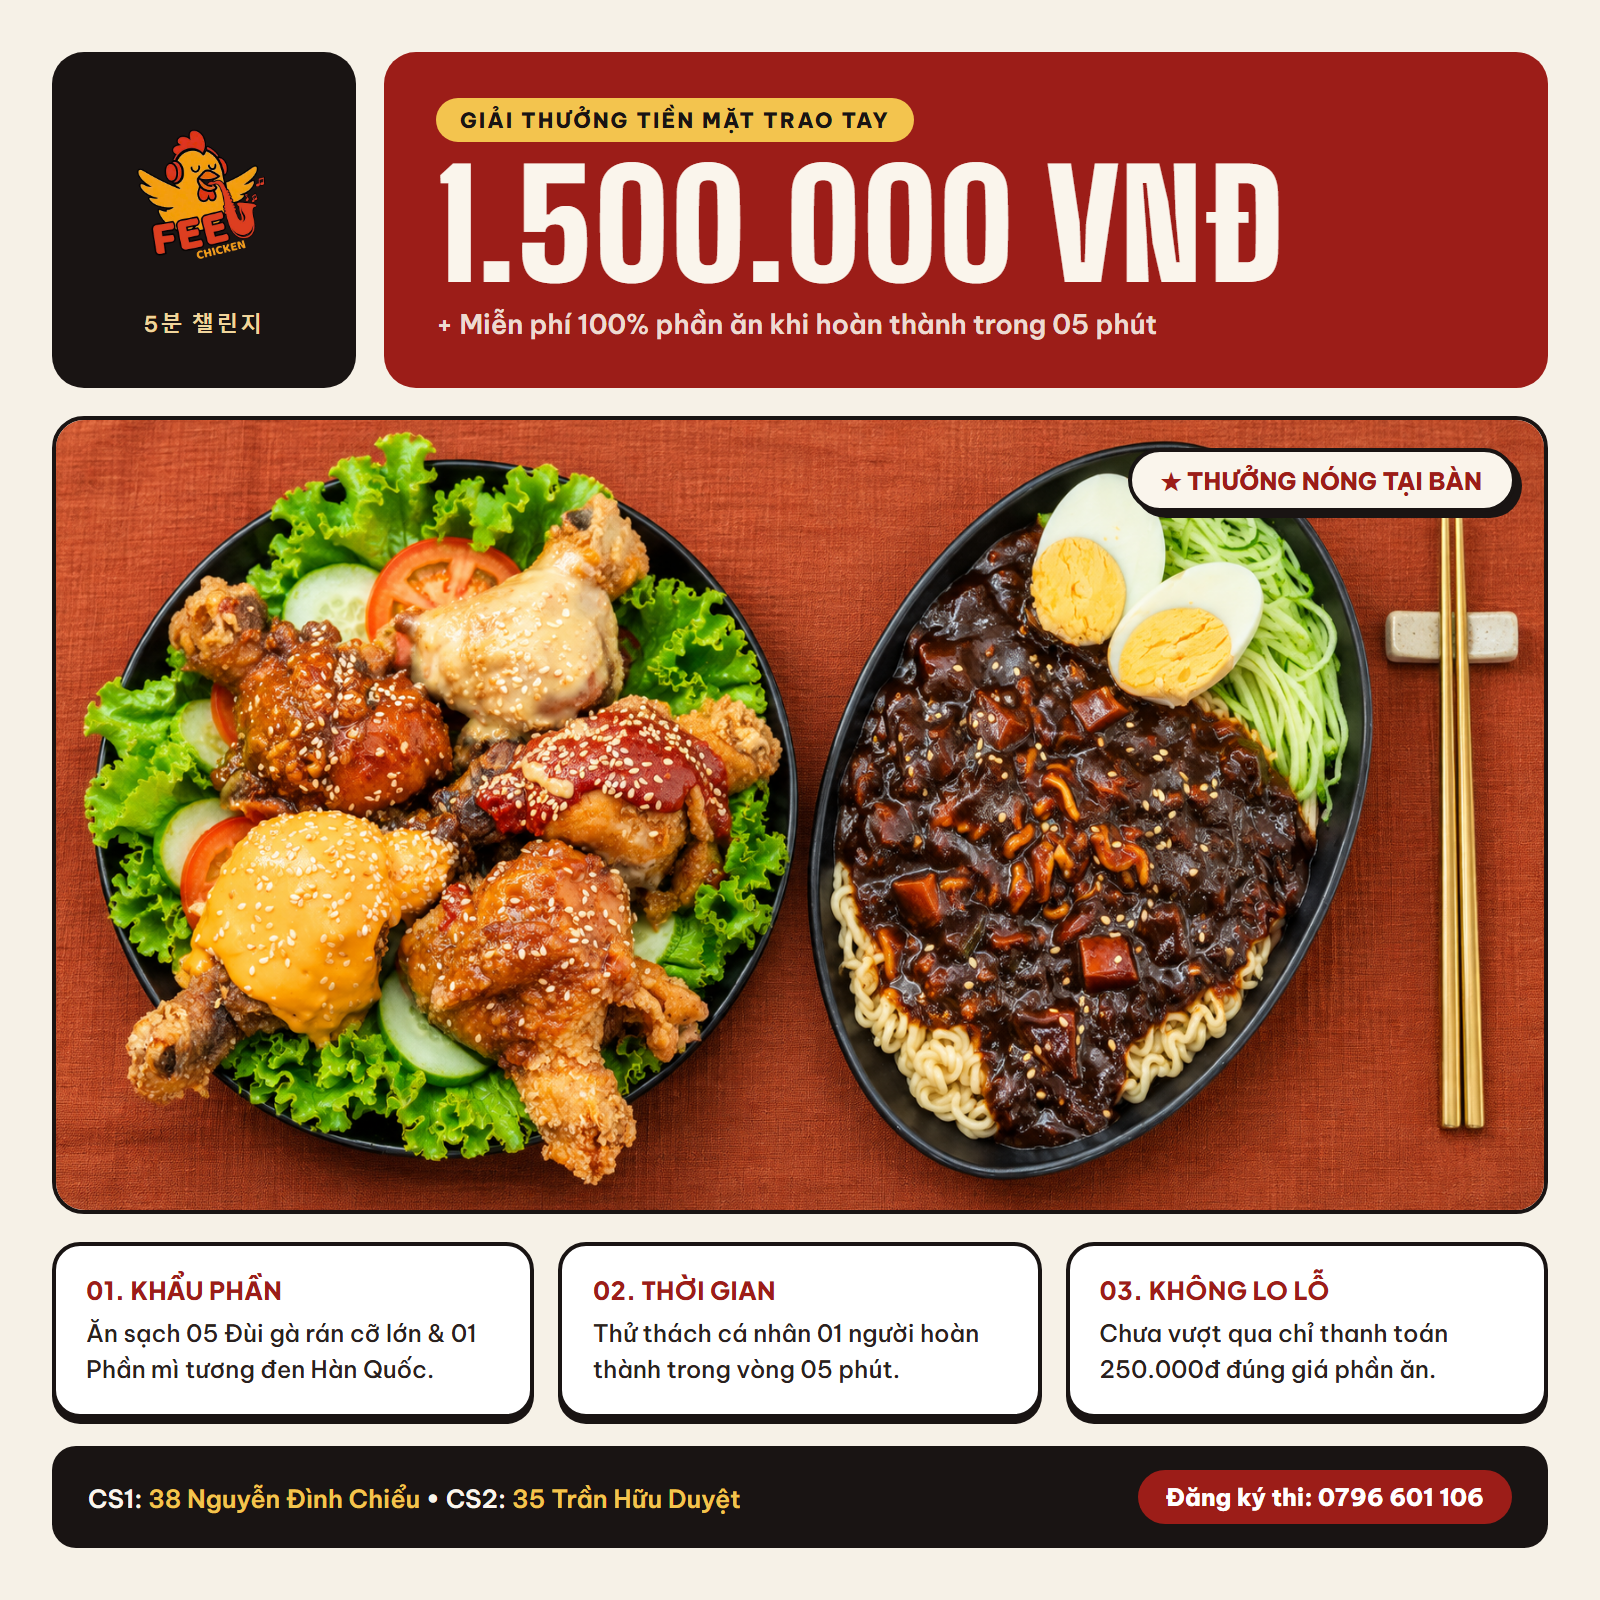 FEEU
CHICKEN
5분 챌린지
GIẢI THƯỞNG TIỀN MẶT TRAO TAY
1.500.000 VNĐ
+ Miễn phí 100% phần ăn khi hoàn thành trong 05 phút
★ THƯỞNG NÓNG TẠI BÀN
01. KHẨU PHẦN
Ăn sạch 05 Đùi gà rán cỡ lớn & 01
Phần mì tương đen Hàn Quốc.
02. THỜI GIAN
Thử thách cá nhân 01 người hoàn
thành trong vòng 05 phút.
03. KHÔNG LO LỖ
Chưa vượt qua chỉ thanh toán
250.000đ đúng giá phần ăn.
CS1: 38 Nguyễn Đình Chiểu • CS2: 35 Trần Hữu Duyệt
Đăng ký thi: 0796 601 106